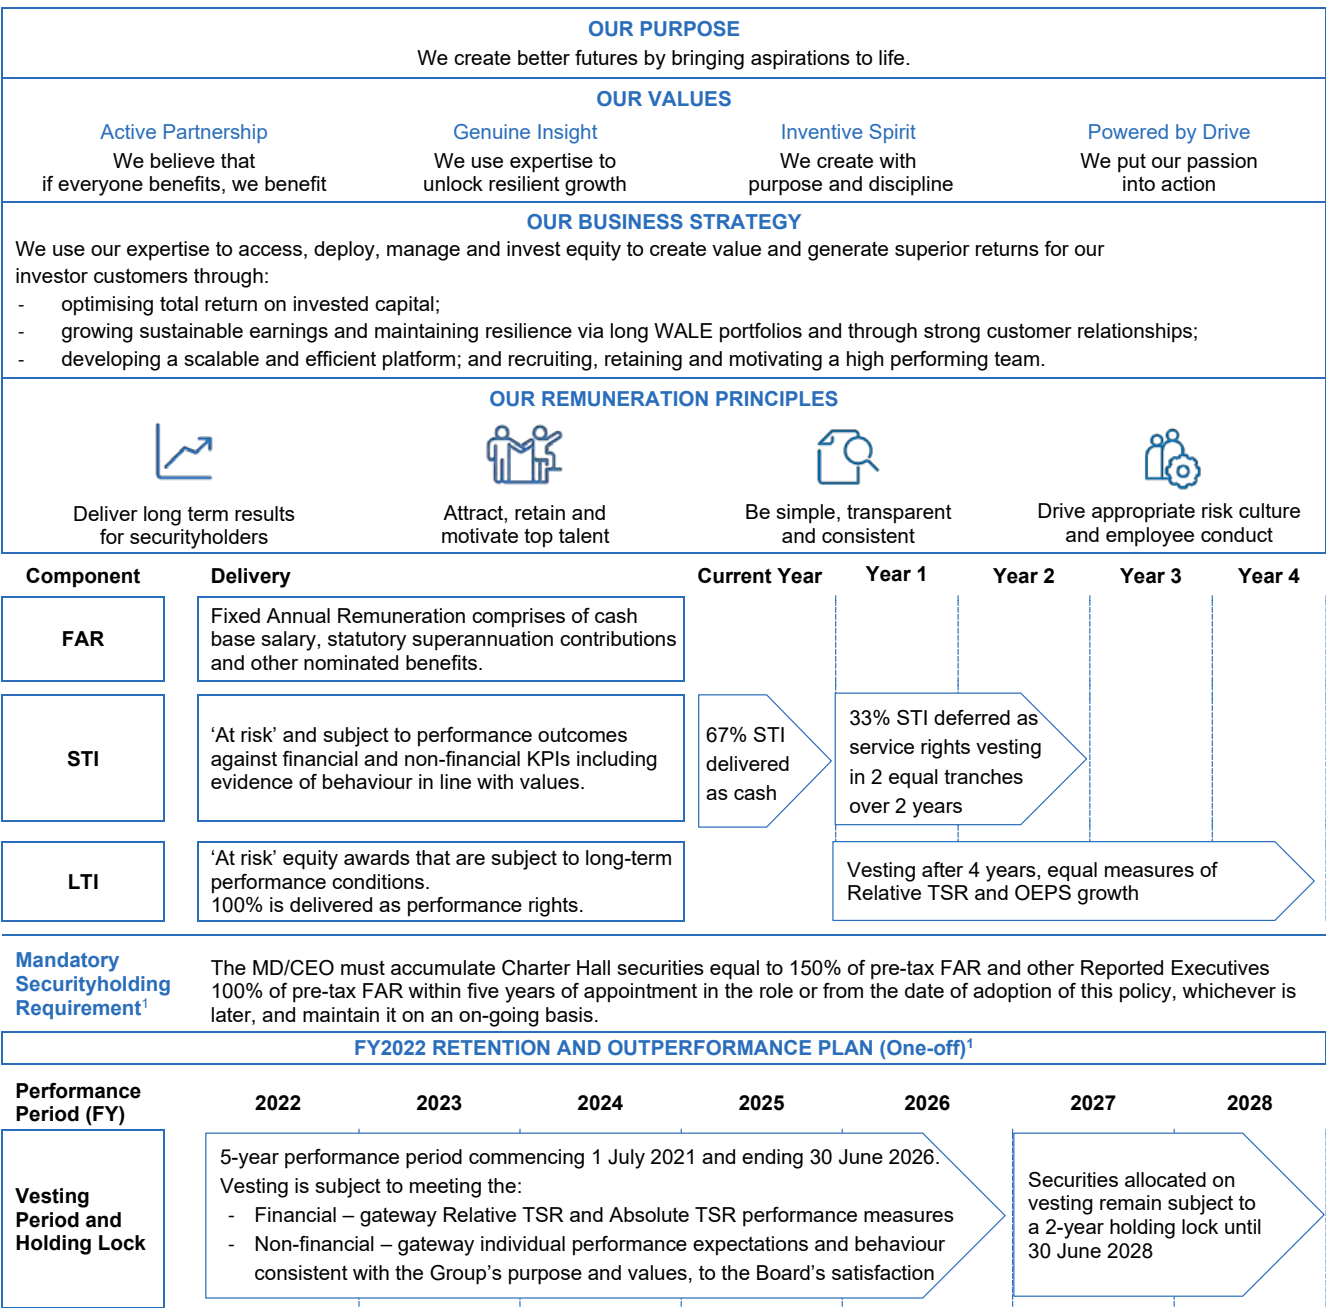 OUR PURPOSE
We create better futures by bringing aspirations to life.
OUR VALUES
Active Partnership
We believe that
if everyone benefits, we benefit
Genuine Insight
We use expertise to
unlock resilient growth
Inventive Spirit
We create with
purpose and discipline
Powered by Drive
We put our passion
into action
OUR BUSINESS STRATEGY
We use our expertise to access, deploy, manage and invest equity to create value and generate superior returns for our
investor customers through:
- optimising total return on invested capital;
- growing sustainable earnings and maintaining resilience via long WALE portfolios and through strong customer relationships;
- developing a scalable and efficient platform; and recruiting, retaining and motivating a high performing team.
OUR REMUNERATION PRINCIPLES
Deliver long term results
for securityholders
Attract, retain and
motivate top talent
Be simple, transparent
and consistent
Drive appropriate risk culture
and employee conduct
Component Delivery Current Year Year 1 Year 2 Year 3 Year 4
FAR
Fixed Annual Remuneration comprises of cash
base salary, statutory superannuation contributions
and other nominated benefits.
STI
‘At risk’ and subject to performance outcomes
against financial and non-financial KPIs including
evidence of behaviour in line with values.
67% STI
delivered
as cash
33% STI deferred as
service rights vesting
in 2 equal tranches
over 2 years
LTI
‘At risk’ equity awards that are subject to long-term
performance conditions.
100% is delivered as performance rights.
Vesting after 4 years, equal measures of
Relative TSR and OEPS growth
Mandatory
Securityholding
Requirement¹
The MD/CEO must accumulate Charter Hall securities equal to 150% of pre-tax FAR and other Reported Executives
100% of pre-tax FAR within five years of appointment in the role or from the date of adoption of this policy, whichever is
later, and maintain it on an on-going basis.
FY2022 RETENTION AND OUTPERFORMANCE PLAN (One-off)¹
Performance
Period (FY)
2022 2023 2024 2025 2026 2027 2028
Vesting
Period and
Holding Lock
5-year performance period commencing 1 July 2021 and ending 30 June 2026.
Vesting is subject to meeting the:
- Financial – gateway Relative TSR and Absolute TSR performance measures
- Non-financial – gateway individual performance expectations and behaviour
consistent with the Group’s purpose and values, to the Board’s satisfaction
Securities allocated on
vesting remain subject to
a 2-year holding lock until
30 June 2028